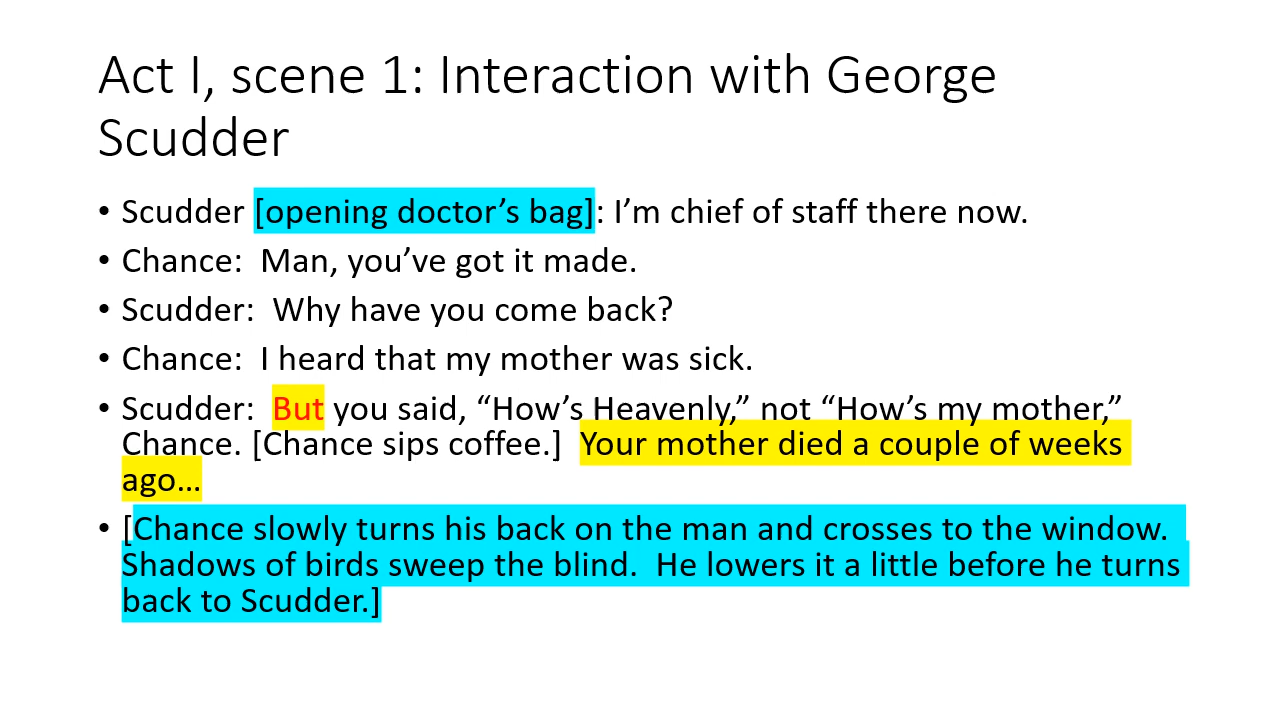 Act I, scene 1: Interaction with George
Scudder
• Scudder [opening doctor’s bag]: I’m chief of staff there now.
• Chance:  Man, you’ve got it made.
• Scudder:  Why have you come back?
• Chance:  I heard that my mother was sick.
• Scudder:  But you said, “How’s Heavenly,” not “How’s my mother,”
Chance. [Chance sips coffee.]  Your mother died a couple of weeks
ago…
• [Chance slowly turns his back on the man and crosses to the window.
Shadows of birds sweep the blind.  He lowers it a little before he turns
back to Scudder.]